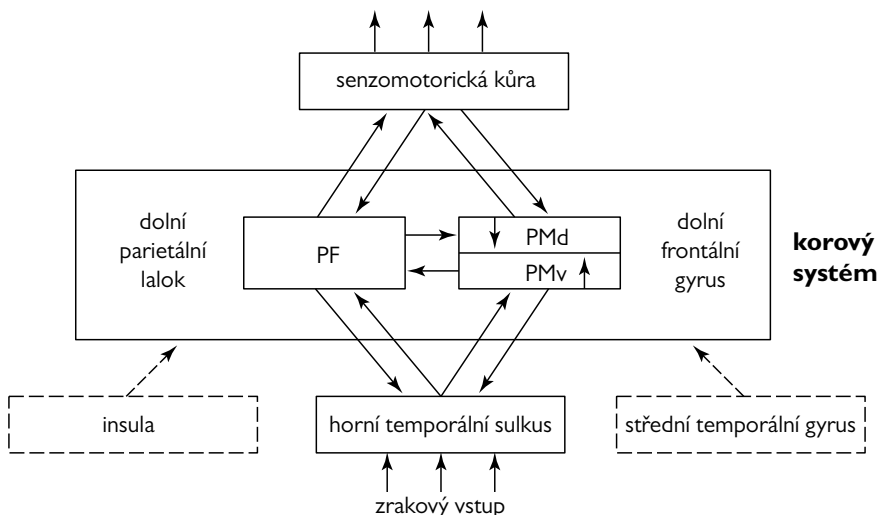 senzomotorická kůra
dolní
parietální
lalok
PF
PMd
PMv
dolní
frontální
gyrus
korový
systém
insula
horní temporální sulkus
střední temporální gyrus
zrakový vstup